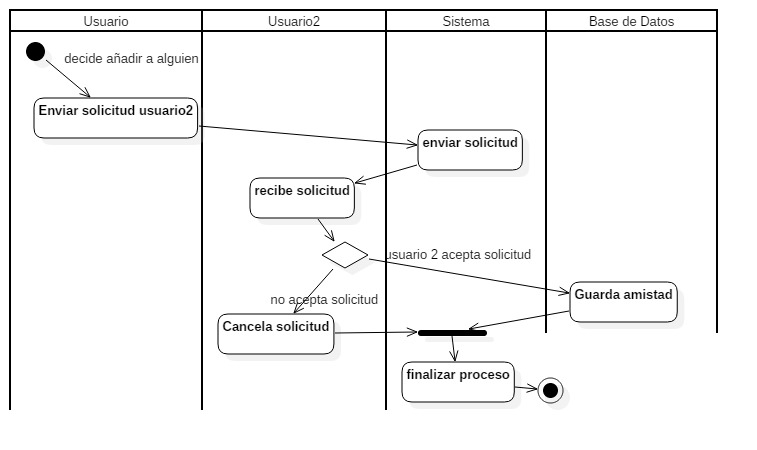 Usuario
Usuario2
Sistema
Base de Datos
decide añadir a alguien
Enviar solicitud usuario2
enviar solicitud
recibe solicitud
usuario 2 acepta solicitud
no acepta solicitud
Guarda amistad
Cancela solicitud
finalizar proceso